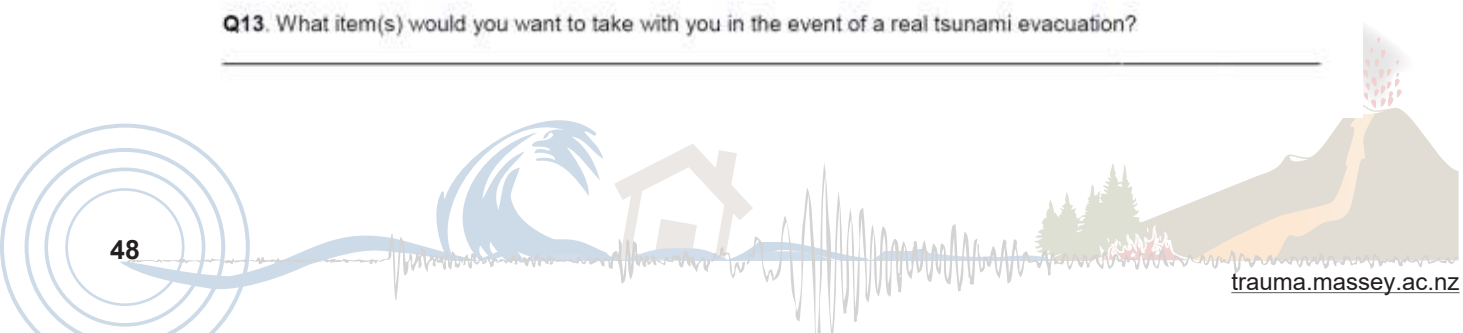 Q13. What item(s) would you want to take with you in the event of a real tsunami evacuation?
48
trauma.massey.ac.nz